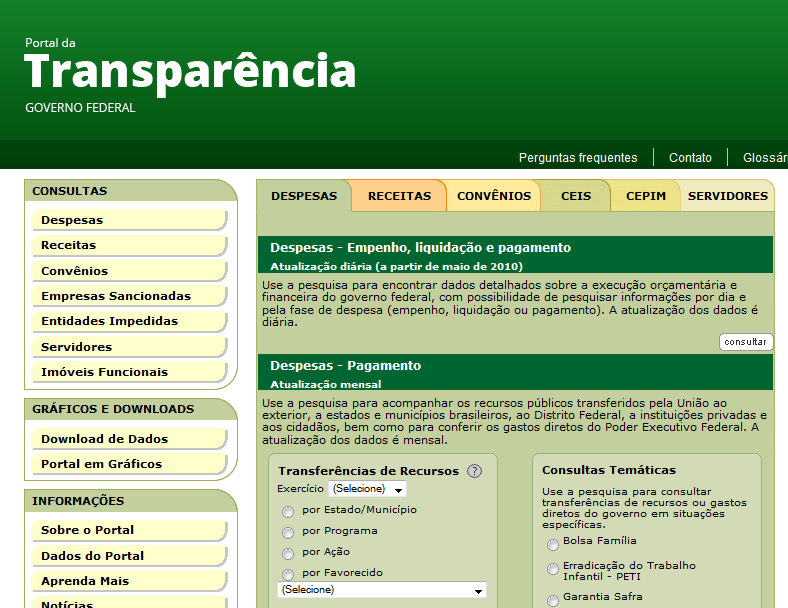 Portal da
Transparência
GOVERNO FEDERAL
Perguntas frequentes
Contato
CONSULTAS
Despesas
Receitas
Convênios
Empresas Sancionadas
Entidades Impedidas
Servidores
Imóveis Funcionais
GRÁFICOS E DOWNLOADS
Download de Dados
Portal em Gráficos
INFORMAÇÕES
Sobre o Portal
Dados do Portal
Aprenda Mais
Notícias
DESPESAS
RECEITAS
CONVÊNIOS
CEIS
CEPIM
SERVIDORES
Despesas - Empenho, liquidação e pagamento
Atualização diária (a partir de maio de 2010)
Use a pesquisa para encontrar dados detalhados sobre a execução orçamentária e
financeira do governo federal, com possibilidade de pesquisar informações por dia e
pela fase de despesa (empenho, liquidação ou pagamento). A atualização dos dados é
diária.
consultar
Despesas - Pagamento
Atualização mensal
Use a pesquisa para acompanhar os recursos públicos transferidos pela União ao
exterior, a estados e municípios brasileiros, ao Distrito Federal, a instituições privadas e
aos cidadãos, bem como para conferir os gastos diretos do Poder Executivo Federal. A
atualização dos dados é mensal.
Transferências de Recursos ?
Exercício (Selecione)
por Estado/Município
por Programa
por Ação
por Favorecido
(Selecione)
Consultas Temáticas
Use a pesquisa para consultar
transferências de recursos ou gastos
diretos do governo em situações
específicas.
Bolsa Família
Erradicação do Trabalho
Infantil - PETI
Garantia Safra